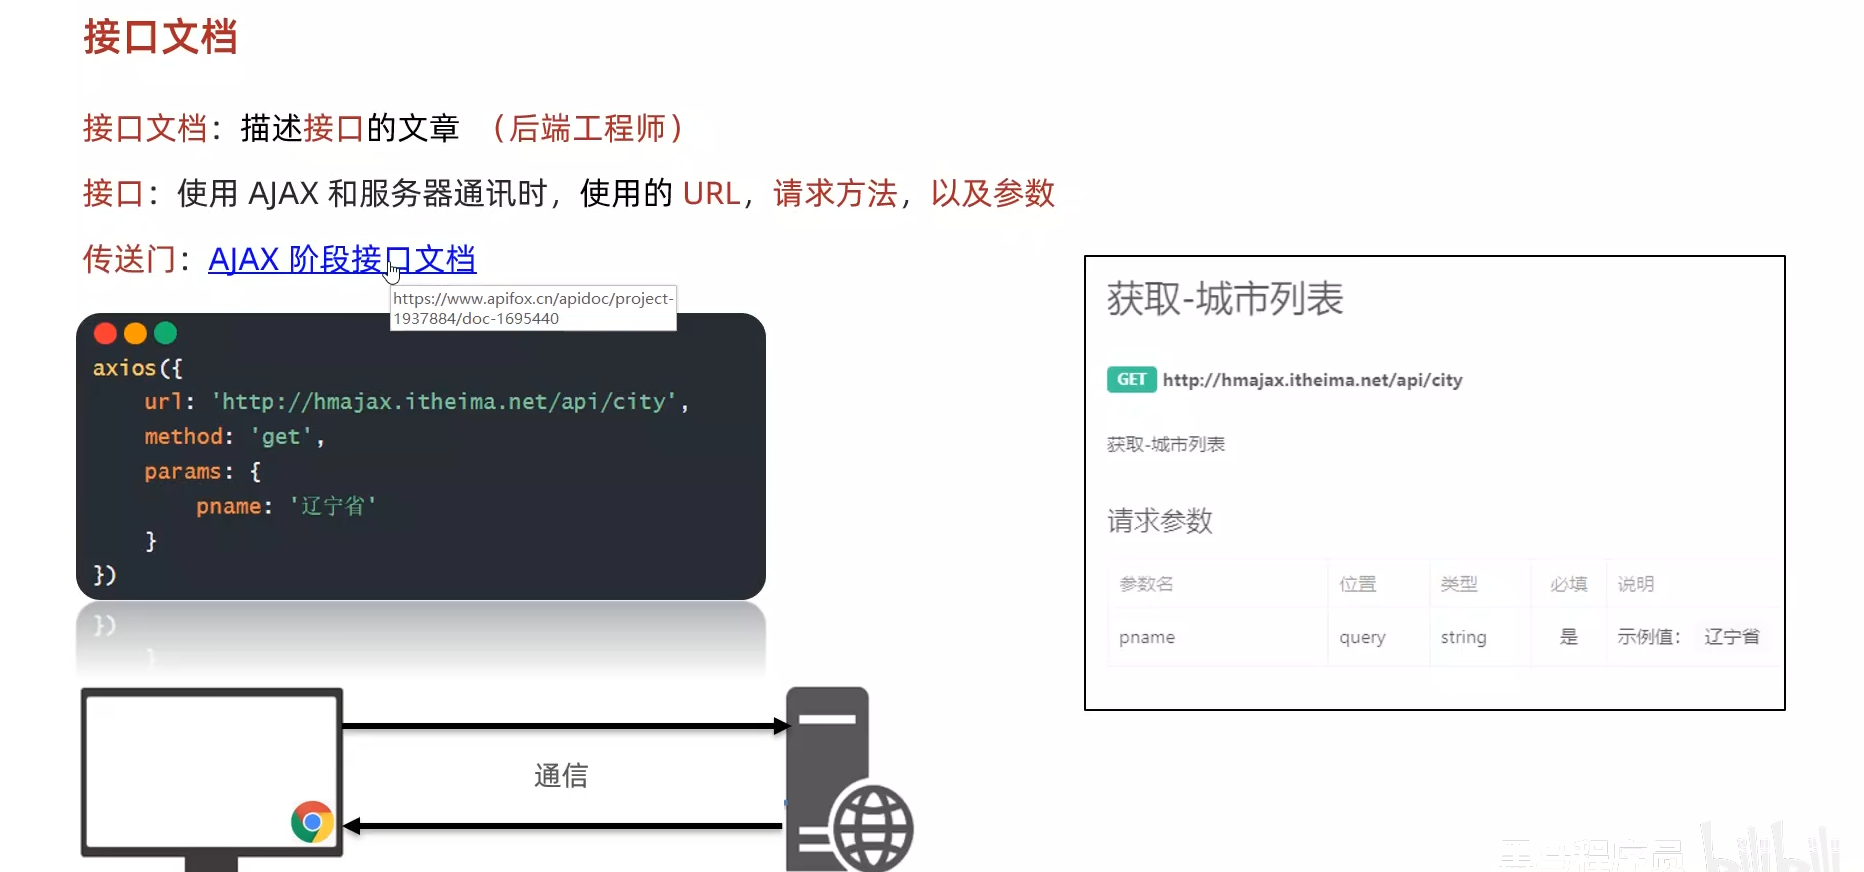 接口文档
接口文档：描述接口的文章 （后端工程师）
接口：使用 AJAX 和服务器通讯时，使用的 URL，请求方法，以及参数
传送门：AJAX 阶段接口文档
https://www.apifox.cn/apidoc/project-
1937884/doc-1695440
axios({
url: 'http://hmajax.itheima.net/api/city',
method: 'get',
params: {
pname: '辽宁省'
}
})
})
通信
获取-城市列表
GET http://hmajax.itheima.net/api/city
获取-城市列表
请求参数
参数名 位置 类型 必填 说明
pname query string 是 示例值： 辽宁省
黑马程序员 bilibili